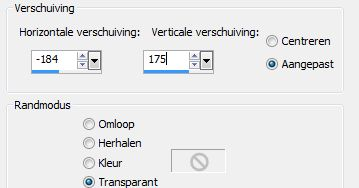 Verschuiving
Horizontale verschuiving: Verticale verschuiving:
-184 175 Centreren
Aangepast
Randmodus
Omloop
Herhalen
Kleur
Transparant